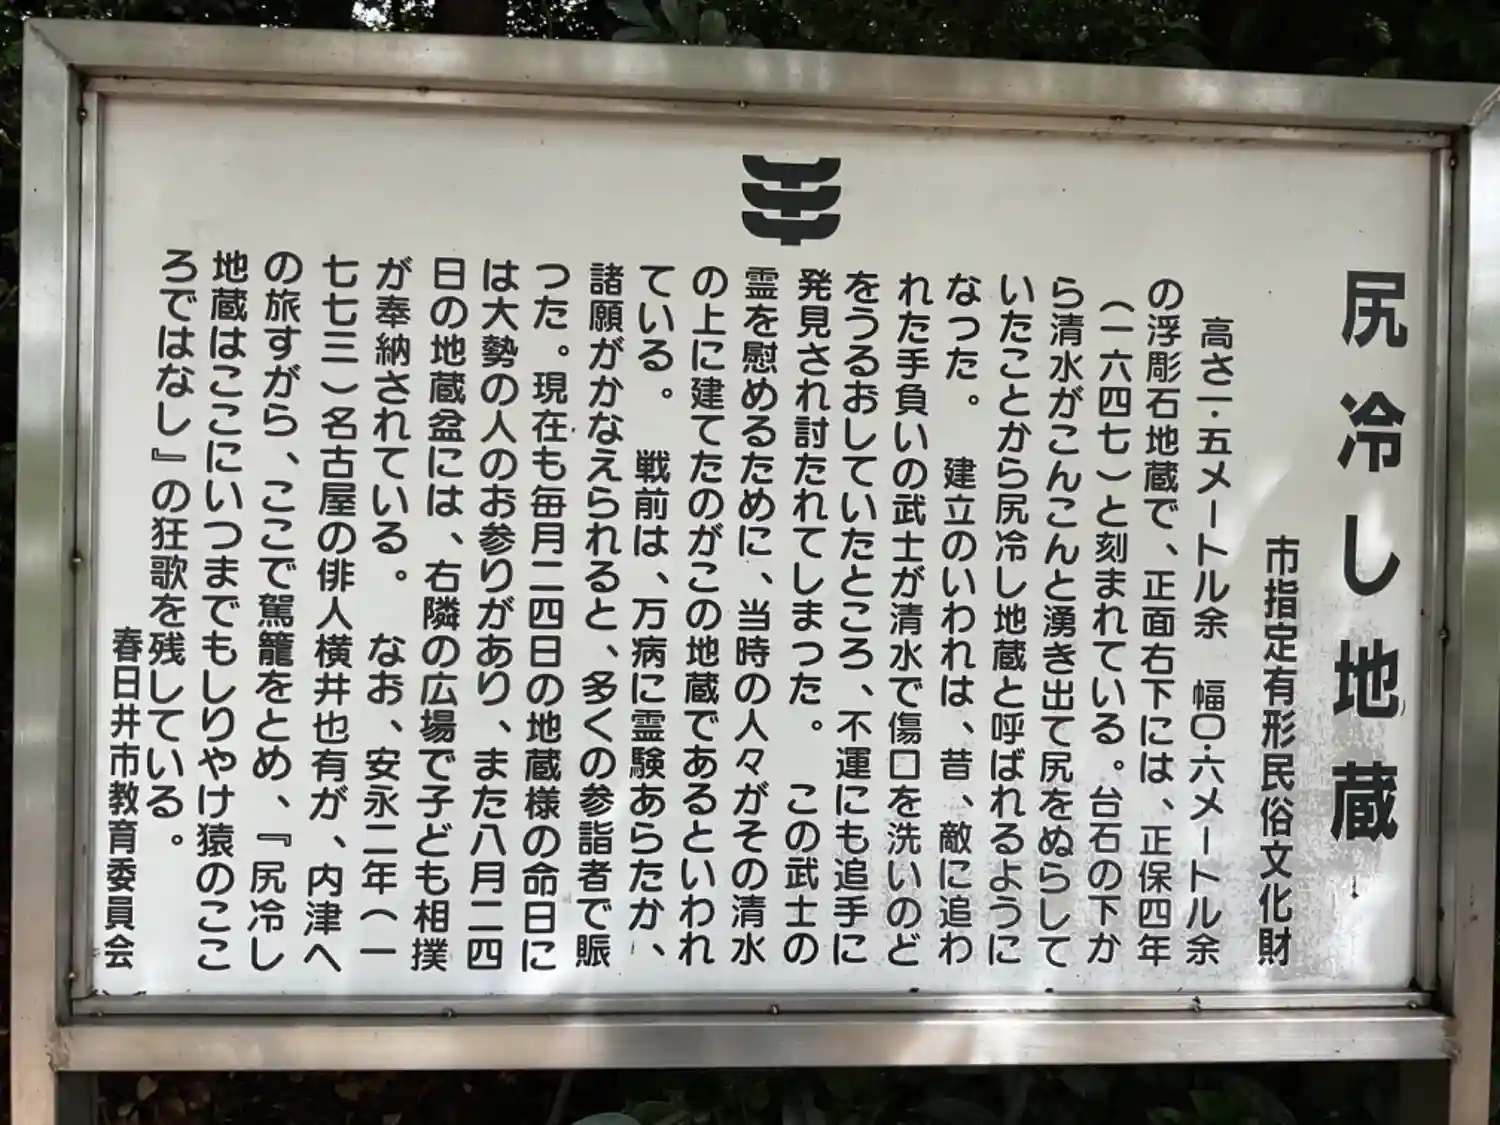 尻冷し地蔵
市指定有形民俗文化財
高さ一・五メートル余　幅〇・六メートル余
の浮彫石地蔵で、正面右下には、正保四年
（一六四七）と刻まれている。台石の下か
ら清水がこんこんと湧き出て尻をぬらして
いたことから尻冷し地蔵と呼ばれるように
なった。　建立のいわれは、昔、敵に追わ
れた手負いの武士が清水で傷口を洗いのど
をうるおしていたところ、不運にも追手に
発見され討たれてしまった。　この武士の
霊を慰めるために、当時の人々がその清水
の上に建てたのがこの地蔵であるといわれ
ている。　戦前は、万病に霊験あらたか、
諸願がかなえられると、多くの参詣者で賑
つた。現在も毎月二四日の地蔵様の命日に
は大勢の人のお参りがあり、また八月二四
日の地蔵盆には、右隣の広場で子ども相撲
が奉納されている。　なお、安永二年（一
七七三）名古屋の俳人横井也有が、内津へ
の旅すがら、ここで駕籠をとめ、『尻冷し
地蔵はここにいつまでもしりやけ猿のここ
ろではなし』の狂歌を残している。
春日井市教育委員会